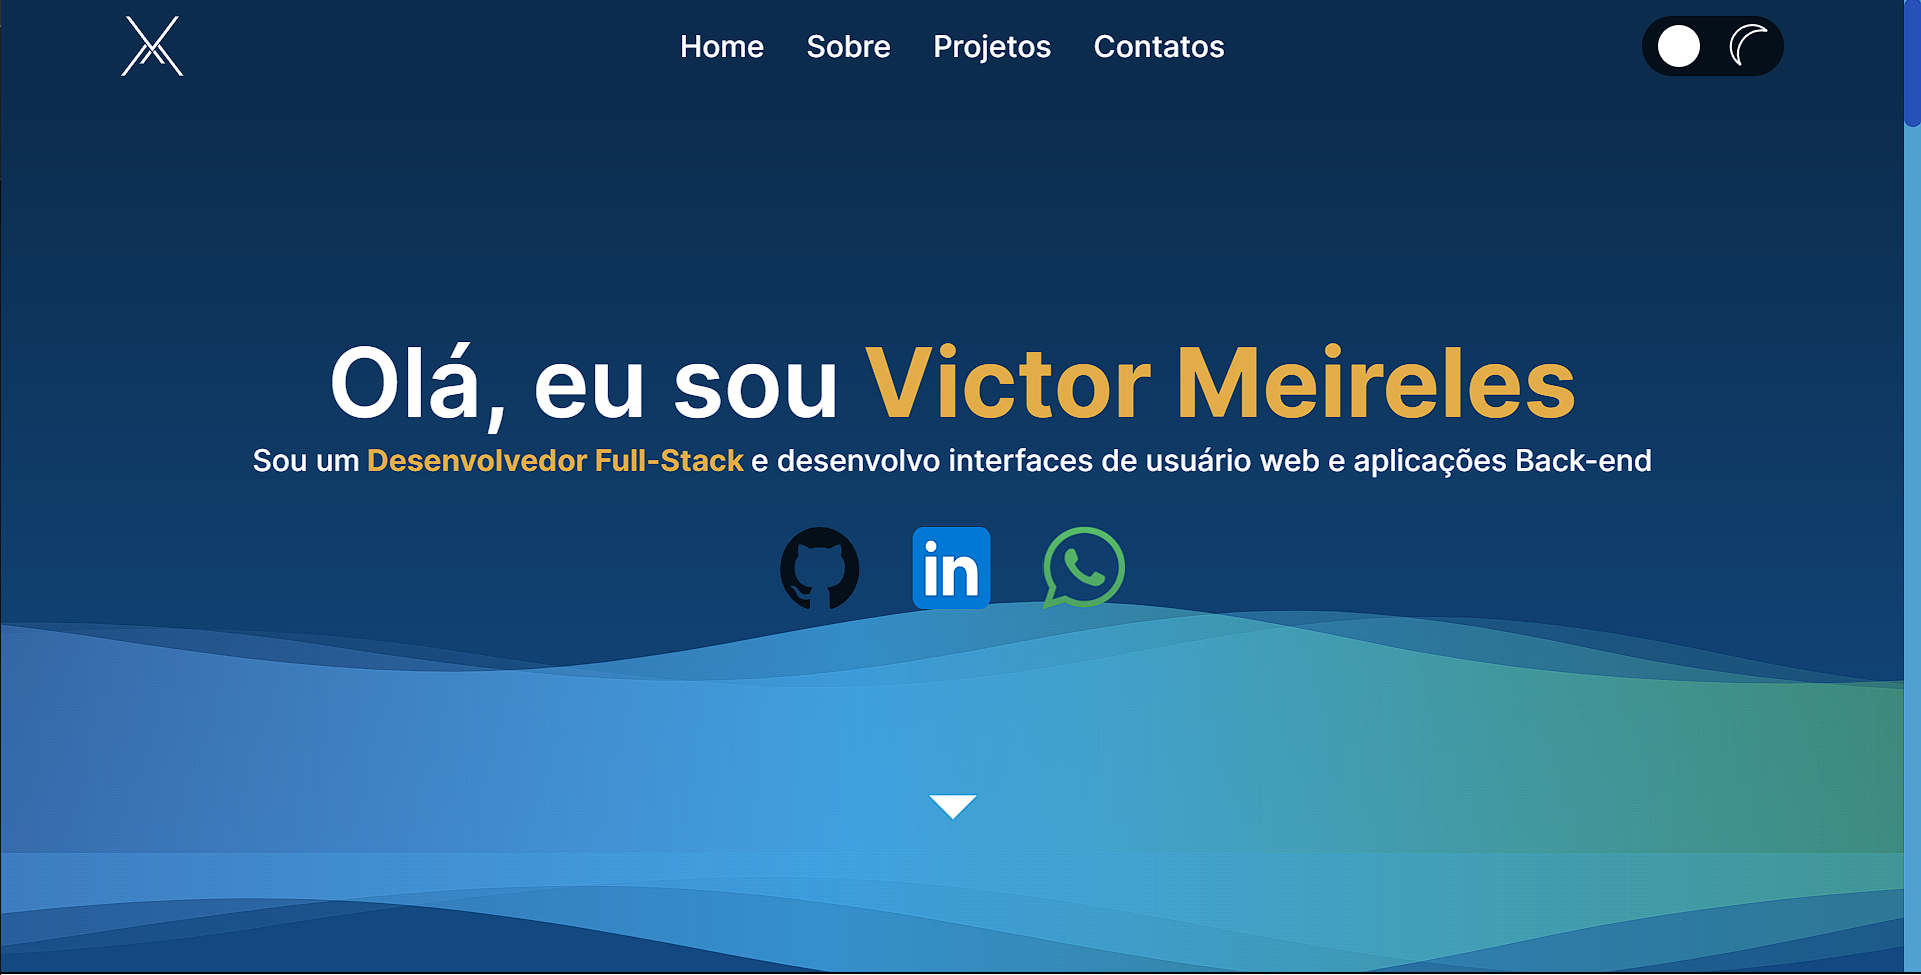 Home Sobre Projetos Contatos
Olá, eu sou Victor Meireles
Sou um Desenvolvedor Full-Stack e desenvolvo interfaces de usuário web e aplicações Back-end
in